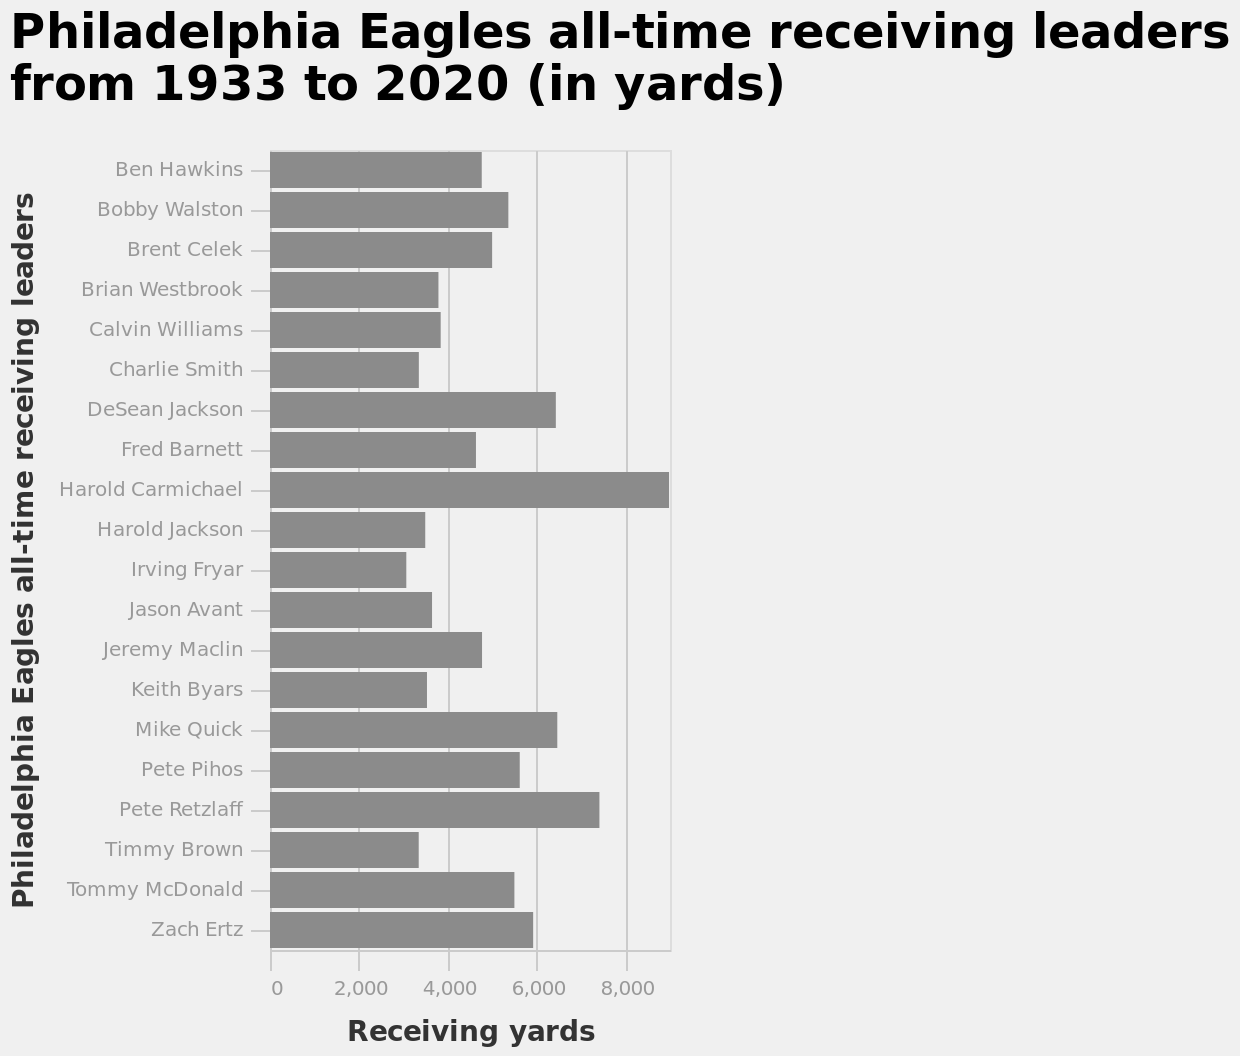 Philadelphia Eagles all-time receiving leaders
from 1933 to 2020 (in yards)
Philadelphia Eagles all-time receiving leaders
Ben Hawkins
Bobby Walston
Brent Celek
Brian Westbrook
Calvin Williams
Charlie Smith
DeSean Jackson
Fred Barnett
Harold Carmichael
Harold Jackson
Irving Fryar
Jason Avant
Jeremy Maclin
Keith Byars
Mike Quick
Pete Pihos
Pete Retzlaff
Timmy Brown
Tommy McDonald
Zach Ertz
0 2,000 4,000 6,000 8,000
Receiving yards